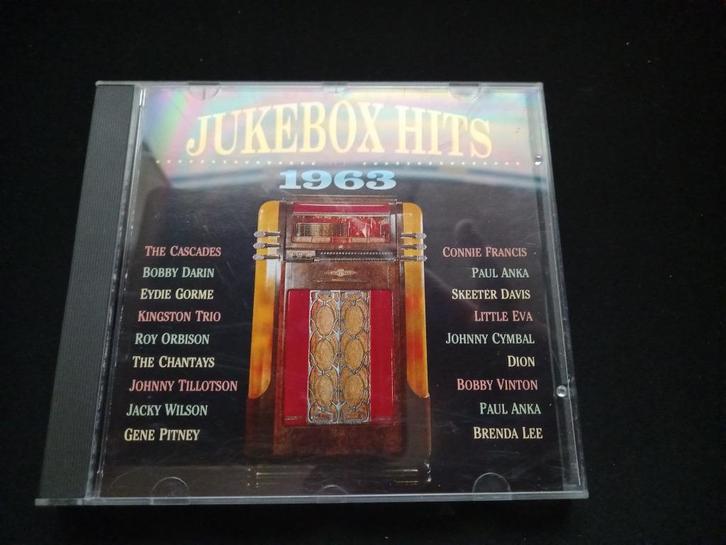 JUKEBOX HITS
1963
THE CASCADES
BOBBY DARIN
EYDIE GORME
KINGSTON TRIO
ROY ORBISON
THE CHANTAYS
JOHNNY TILLOTSON
JACKY WILSON
GENE PITNEY
CONNIE FRANCIS
PAUL ANKA
SKEETER DAVIS
LITTLE EVA
JOHNNY CYMBAL
DION
BOBBY VINTON
PAUL ANKA
BRENDA LEE